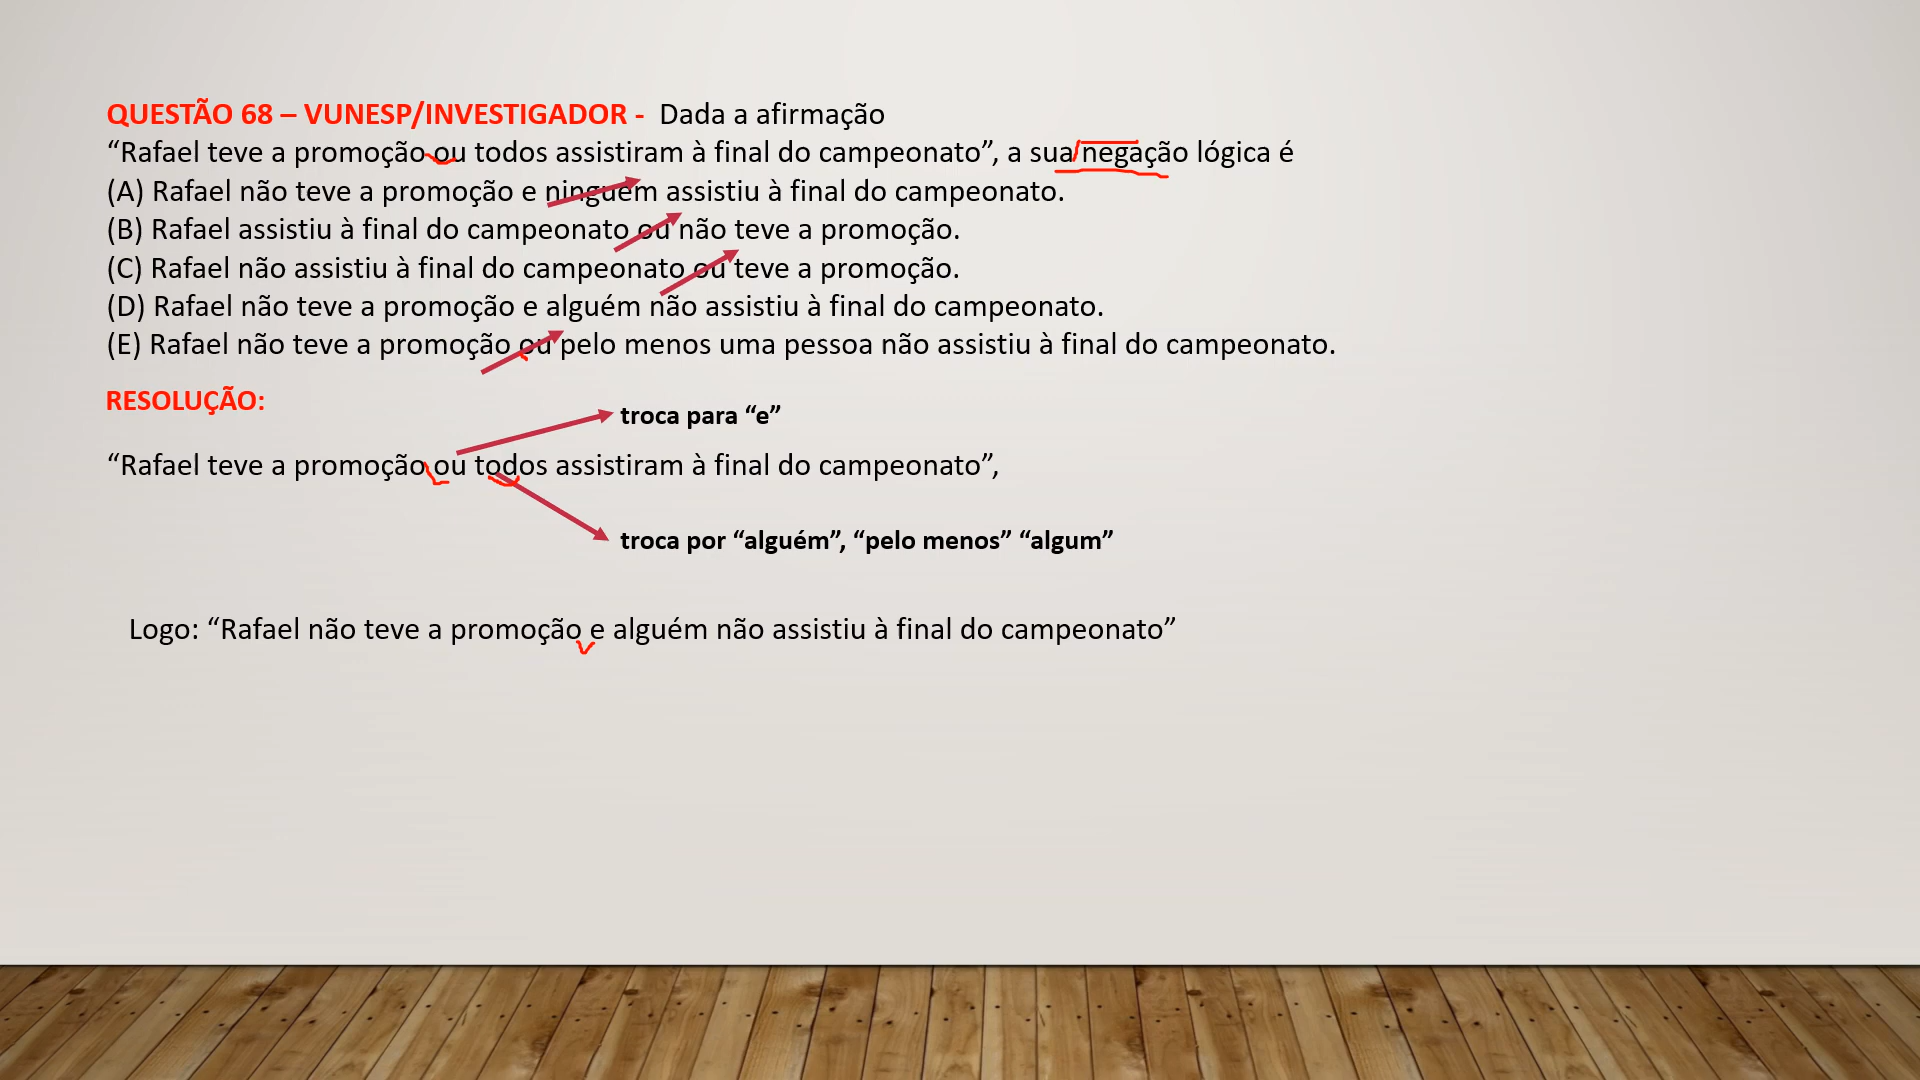 QUESTÃO 68 – VUNESP/INVESTIGADOR - Dada a afirmação
“Rafael teve a promoção ou todos assistiram à final do campeonato”, a sua negação lógica é
(A) Rafael não teve a promoção e ninguém assistiu à final do campeonato.
(B) Rafael assistiu à final do campeonato ou não teve a promoção.
(C) Rafael não assistiu à final do campeonato ou teve a promoção.
(D) Rafael não teve a promoção e alguém não assistiu à final do campeonato.
(E) Rafael não teve a promoção ou pelo menos uma pessoa não assistiu à final do campeonato.
RESOLUÇÃO:
troca para “e”
“Rafael teve a promoção ou todos assistiram à final do campeonato”,
troca por “alguém”, “pelo menos” “algum”
Logo: “Rafael não teve a promoção e alguém não assistiu à final do campeonato”